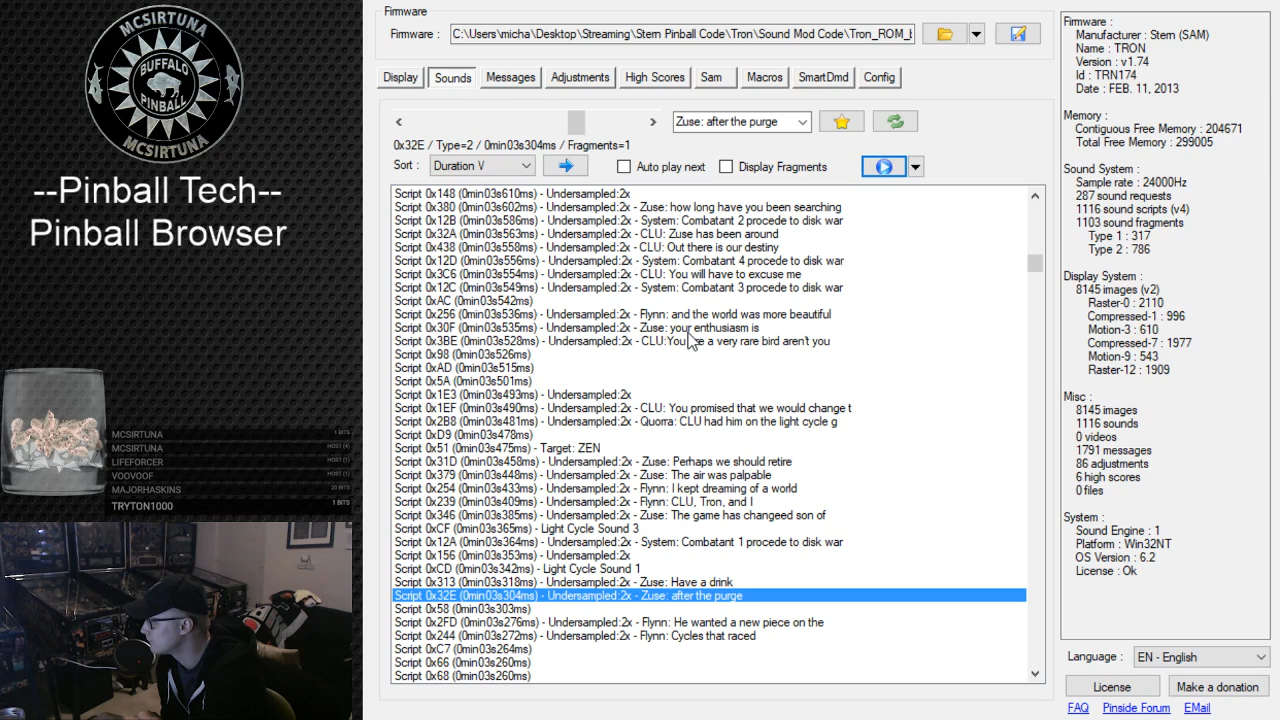 MCSIRTUNA
BUFFALO
PINBALL
MCSIRTUNA
--Pinball Tech--
Pinball Browser
MCSIRTUNA 1 BITS
MCSIRTUNA HOST (4)
LIFEFORCER HOST (1)
VOOVOOF HOST (1)
MAJORHASKINS 20 BITS
TRYTON1000 1 BITS
Firmware
Firmware : C:\Users\micha\Desktop\Streaming\Stern Pinball Code\Tron\Sound Mod Code\Tron_ROM_
Display Sounds Messages Adjustments High Scores Sam Macros SmartDmd Config
< > Zuse: after the purge
0x32E / Type=2 / 0min03s304ms / Fragments=1
Sort : Duration V Auto play next Display Fragments
Script 0x148 (0min03s610ms) - Undersampled:2x
Script 0x380 (0min03s602ms) - Undersampled:2x - Zuse: how long have you been searching
Script 0x12B (0min03s586ms) - Undersampled:2x - System: Combatant 2 procede to disk war
Script 0x32A (0min03s563ms) - Undersampled:2x - CLU: Zuse has been around
Script 0x438 (0min03s558ms) - Undersampled:2x - CLU: Out there is our destiny
Script 0x12D (0min03s556ms) - Undersampled:2x - System: Combatant 4 procede to disk war
Script 0x3C6 (0min03s554ms) - Undersampled:2x - CLU: You will have to excuse me
Script 0x12C (0min03s549ms) - Undersampled:2x - System: Combatant 3 procede to disk war
Script 0xAC (0min03s542ms)
Script 0x256 (0min03s536ms) - Undersampled:2x - Flynn: and the world was more beautiful
Script 0x30F (0min03s535ms) - Undersampled:2x - Zuse: your enthusiasm is
Script 0x3BE (0min03s528ms) - Undersampled:2x - CLU:You a very rare bird aren't you
Script 0x98 (0min03s526ms)
Script 0xAD (0min03s515ms)
Script 0x5A (0min03s501ms)
Script 0x1E3 (0min03s493ms) - Undersampled:2x
Script 0x1EF (0min03s490ms) - Undersampled:2x - CLU: You promised that we would change t
Script 0x2B8 (0min03s421ms) - Undersampled:2x - Quorra: CLU had him on the light cycle g
Script 0xD9 (0min03s478ms)
Script 0x51 (0min03s475ms) - Target: ZEN
Script 0x31D (0min03s458ms) - Undersampled:2x - Zuse: Perhaps we should retire
Script 0x379 (0min03s448ms) - Undersampled:2x - Zuse: The air was palpable
Script 0x254 (0min03s433ms) - Undersampled:2x - Flynn: I kept dreaming of a world
Script 0x239 (0min03s409ms) - Undersampled:2x - Flynn: CLU, Tron, and I
Script 0x346 (0min03s385ms) - Undersampled:2x - Zuse: The game has changeed son of
Script 0xCF (0min03s365ms) - Light Cycle Sound 3
Script 0x12A (0min03s364ms) - Undersampled:2x - System: Combatant 1 procede to disk war
Script 0x156 (0min03s353ms) - Undersampled:2x
Script 0xCD (0min03s342ms) - Light Cycle Sound 1
Script 0x313 (0min03s318ms) - Undersampled:2x - Zuse: Have a drink
Script 0x32E (0min03s304ms) - Undersampled:2x - Zuse: after the purge
Script 0x58 (0min03s303ms)
Script 0x2FD (0min03s276ms) - Undersampled:2x - Flynn: He wanted a new piece on the
Script 0x244 (0min03s272ms) - Undersampled:2x - Flynn: Cycles that raced
Script 0xC7 (0min03s264ms)
Script 0x66 (0min03s260ms)
Script 0x68 (0min03s260ms)
Firmware :
Manufacturer : Stern (SAM)
Name : TRON
Version : v1.74
Id : TRN174
Date : FEB. 11, 2013
Memory :
Contiguous Free Memory : 204671
Total Free Memory : 299005
Sound System :
Sample rate : 24000Hz
287 sound requests
1116 sound scripts (v4)
1103 sound fragments
Type 1 : 317
Type 2 : 786
Display System :
8145 images (v2)
Raster-0 : 2110
Compressed-1 : 996
Motion-3 : 610
Compressed-7 : 1977
Motion-9 : 543
Raster-12 : 1909
Misc :
8145 images
1116 sounds
0 videos
1791 messages
86 adjustments
6 high scores
0 files
System :
Sound Engine : 1
Platform : Win32NT
OS Version : 6.2
License : Ok
Language : EN - English
License Make a donation
FAQ Pinside Forum EMail